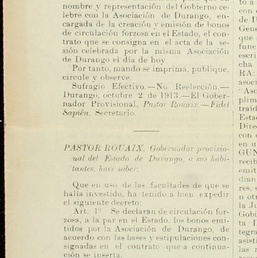 nombre y representación del Gobierno ce-
lebre con la Asociación de Durango, en-
cargada de la creación y emisión de bonos
de circulación forzosa en el Estado, el con-
trato que se consigna en el acta de la se-
sión celebrada por la misma Asociación
de Durango el día de hoy
Por tanto, mando se imprima, publique,
circule y observe.
Sufragio Efectivo.—No Reelección.—
Durango, octubre 2 de 1913.—El Gober-
nador Provisional, Pastor Rouaix.—Fidel
Secretario.
PASTOR ROUAIX, Gobernador provisio-
nal del Estado de Durango, á sus habi-
tantes, hace saber:
Que en uso de las facultades de que se
halla investido, ha tenido á bien expedir
el siguiente decreto:
Art. 1º Se declaran de circulación for-
zosa, a la par en el Estado, los bonos emi-
tidos por la Asociación de Durango, de
acuerdo con las bases y estipulaciones con-
signadas en el contrato que a continua-
ción se inserta.